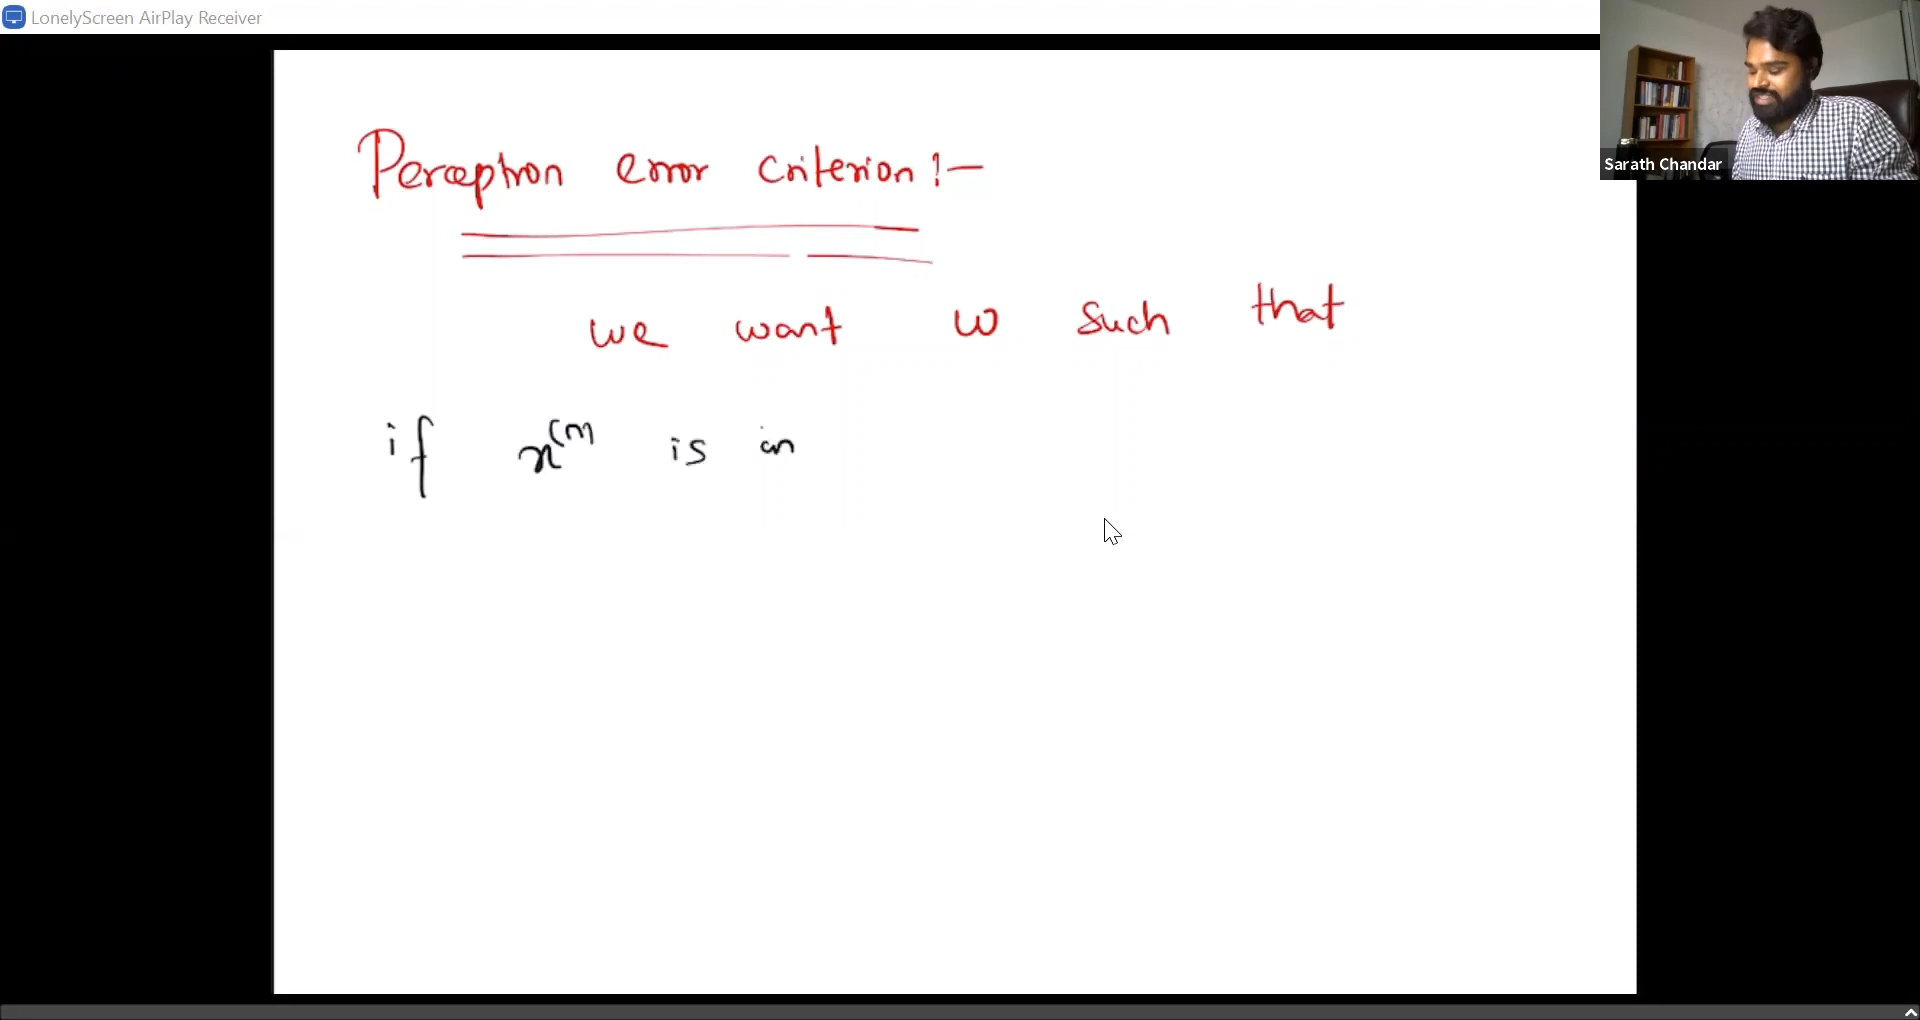 LonelyScreen AirPlay Receiver
Sarath Chandar
Perceptron error criterion:-
we want w such that
if x(n) is in